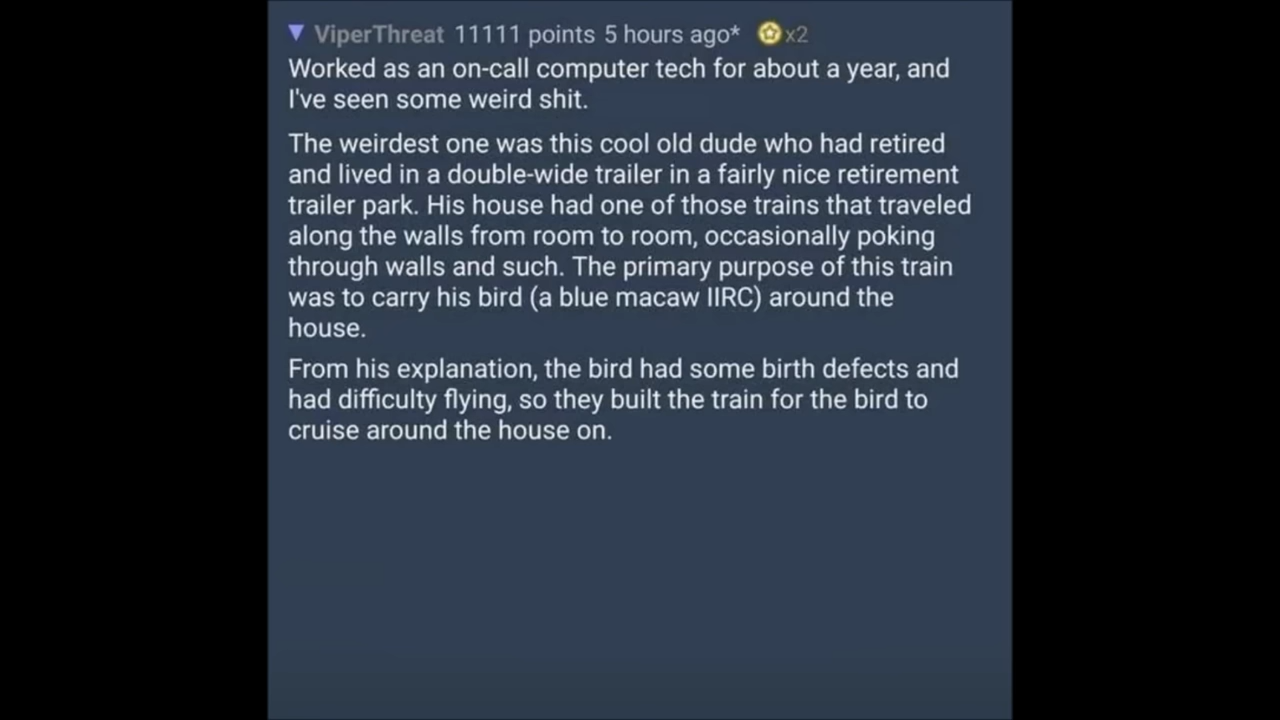 ViperThreat 11111 points 5 hours ago* x2
Worked as an on-call computer tech for about a year, and
I've seen some weird shit.
The weirdest one was this cool old dude who had retired
and lived in a double-wide trailer in a fairly nice retirement
trailer park. His house had one of those trains that traveled
along the walls from room to room, occasionally poking
through walls and such. The primary purpose of this train
was to carry his bird (a blue macaw IIRC) around the
house.
From his explanation, the bird had some birth defects and
had difficulty flying, so they built the train for the bird to
cruise around the house on.